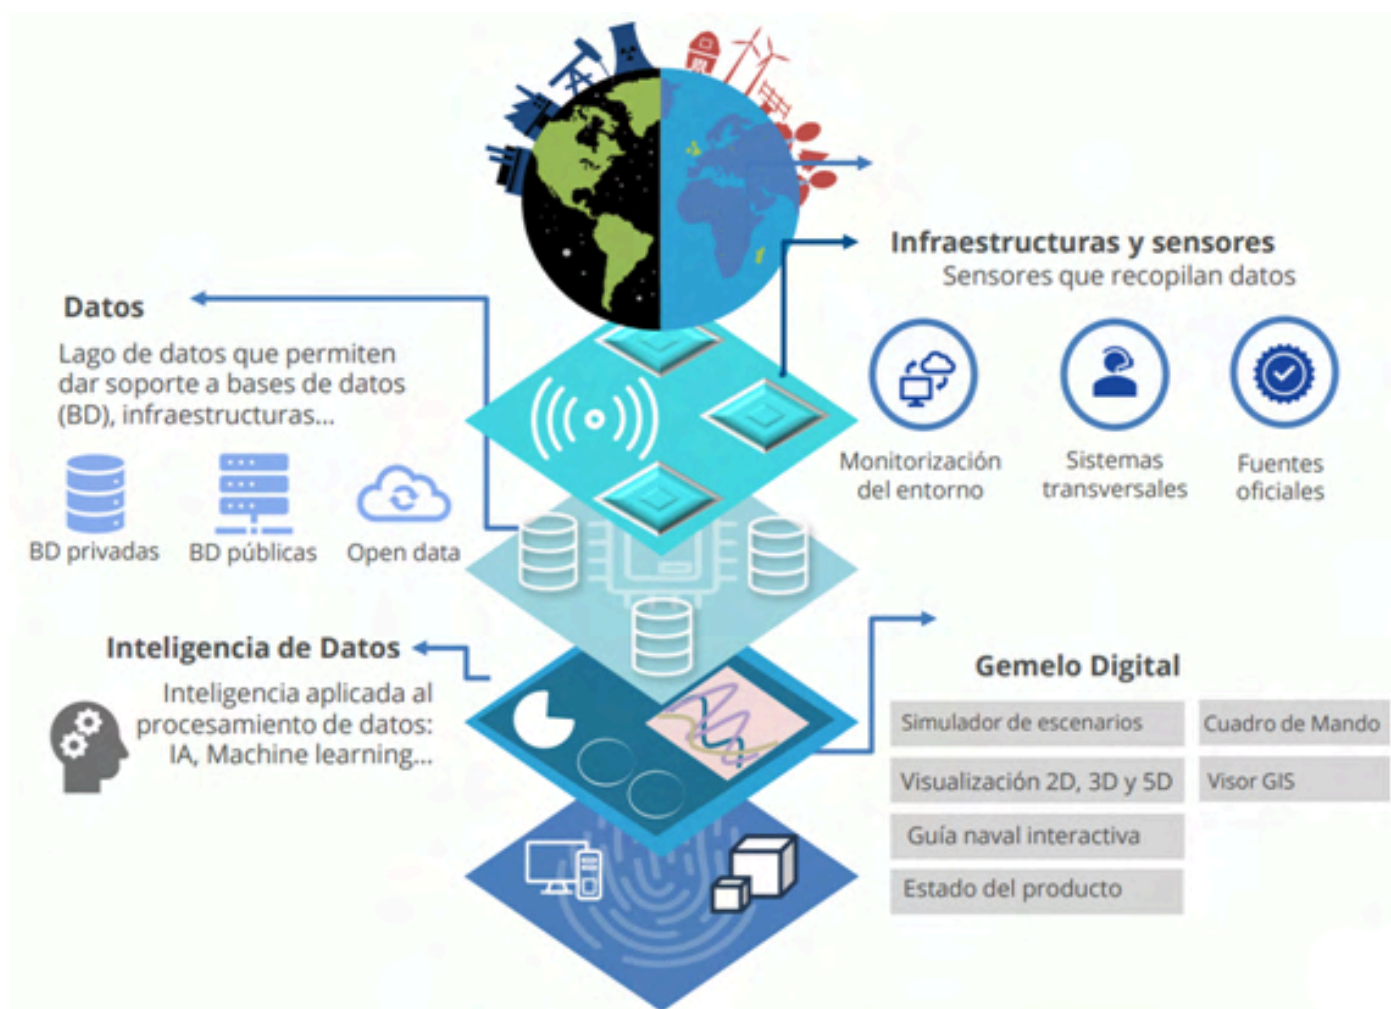 Infraestructuras y sensores
Sensores que recopilan datos
Monitorización
del entorno
Sistemas
transversales
Fuentes
oficiales
Datos
Lago de datos que permiten
dar soporte a bases de datos
(BD), infraestructuras...
BD privadas
BD públicas
Open data
Inteligencia de Datos
Inteligencia aplicada al
procesamiento de datos:
IA, Machine learning...
Gemelo Digital
Simulador de escenarios
Cuadro de Mando
Visualización 2D, 3D y 5D
Visor GIS
Guía naval interactiva
Estado del producto